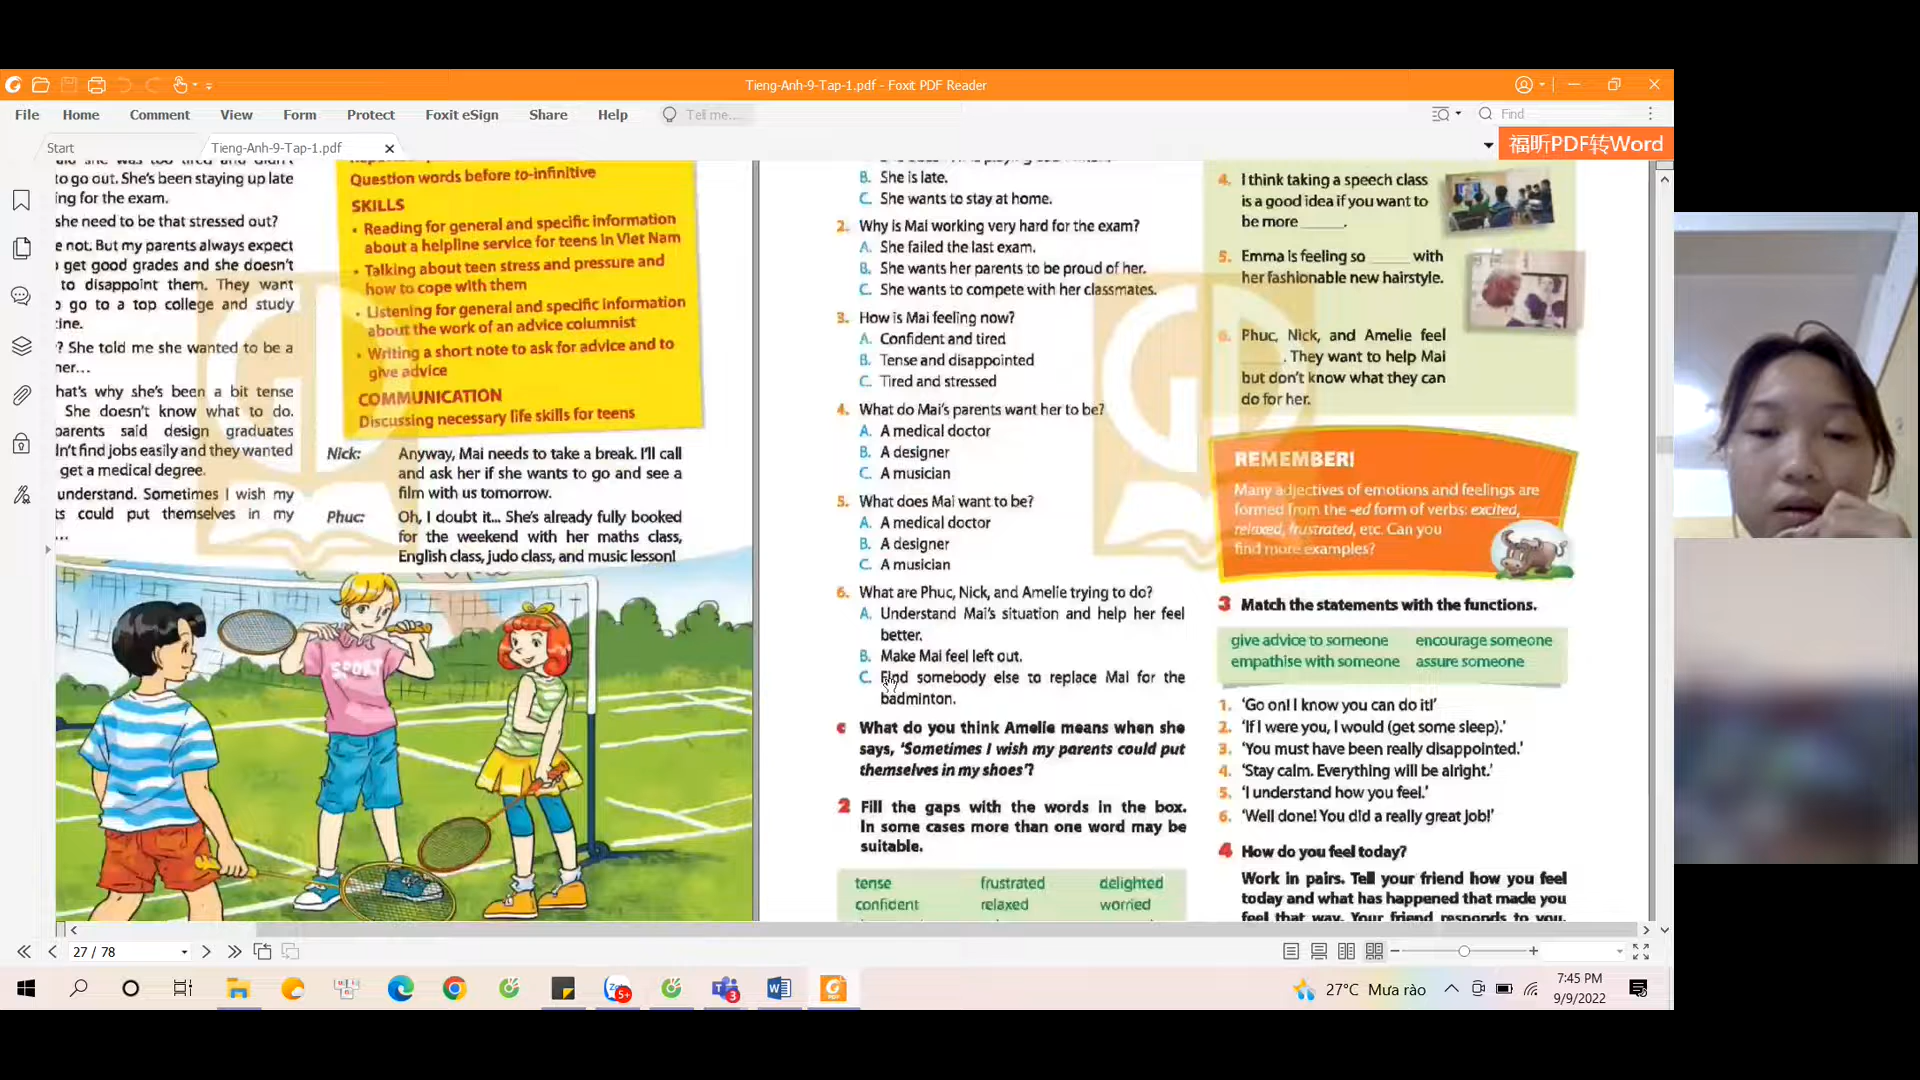 Tieng-Anh-9-Tap-1.pdf - Foxit PDF Reader
File Home Comment View Form Protect Foxit eSign Share Help Tell me... Find
福昕PDF转Word
Start Tieng-Anh-9-Tap-1.pdf
to go out. She's been staying up late
ing for the exam.
she need to be that stressed out?
e not. But my parents always expect
get good grades and she doesn't
to disappoint them. They want
go to a top college and study
ine.
? She told me she wanted to be a
ner...
hat's why she's been a bit tense
She doesn't know what to do.
parents said design graduates
n't find jobs easily and they wanted
get a medical degree.
understand. Sometimes I wish my
ts could put themselves in my
...
Question words before to-infinitive
SKILLS
• Reading for general and specific information
about a helpline service for teens in Viet Nam
• Talking about teen stress and pressure and
how to cope with them
• Listening for general and specific information
about the work of an advice columnist
• Writing a short note to ask for advice and to
give advice
COMMUNICATION
Discussing necessary life skills for teens
Nick: Anyway, Mai needs to take a break. I'll call
and ask her if she wants to go and see a
film with us tomorrow.
Phuc: Oh, I doubt it... She's already fully booked
for the weekend with her maths class,
English class, judo class, and music lesson!
SPORT
B. She is late.
C. She wants to stay at home.
2. Why is Mai working very hard for the exam?
A. She failed the last exam.
B. She wants her parents to be proud of her.
C. She wants to compete with her classmates.
3. How is Mai feeling now?
A. Confident and tired
B. Tense and disappointed
C. Tired and stressed
4. What do Mai's parents want her to be?
A. A medical doctor
B. A designer
C. A musician
5. What does Mai want to be?
A. A medical doctor
B. A designer
C. A musician
6. What are Phuc, Nick, and Amelie trying to do?
A. Understand Mai's situation and help her feel
better.
B. Make Mai feel left out.
C. Find somebody else to replace Mai for the
badminton.
c What do you think Amelie means when she
says, 'Sometimes I wish my parents could put
themselves in my shoes'?
2 Fill the gaps with the words in the box.
In some cases more than one word may be
suitable.
tense frustrated delighted
confident relaxed worried
4. I think taking a speech class
is a good idea if you want to
be more _____.
5. Emma is feeling so _____ with
her fashionable new hairstyle.
6. Phuc, Nick, and Amelie feel
_____. They want to help Mai
but don't know what they can
do for her.
REMEMBER!
Many adjectives of emotions and feelings are
formed from the -ed form of verbs: excited,
relaxed, frustrated, etc. Can you
find more examples?
3 Match the statements with the functions.
give advice to someone encourage someone
empathise with someone assure someone
1. 'Go on! I know you can do it!'
2. 'If I were you, I would (get some sleep).'
3. 'You must have been really disappointed.'
4. 'Stay calm. Everything will be alright.'
5. 'I understand how you feel.'
6. 'Well done! You did a really great job!'
4 How do you feel today?
Work in pairs. Tell your friend how you feel
today and what has happened that made you
feel that way. Your friend responds to you.
27 / 78
27°C Mưa rào
7:45 PM
9/9/2022